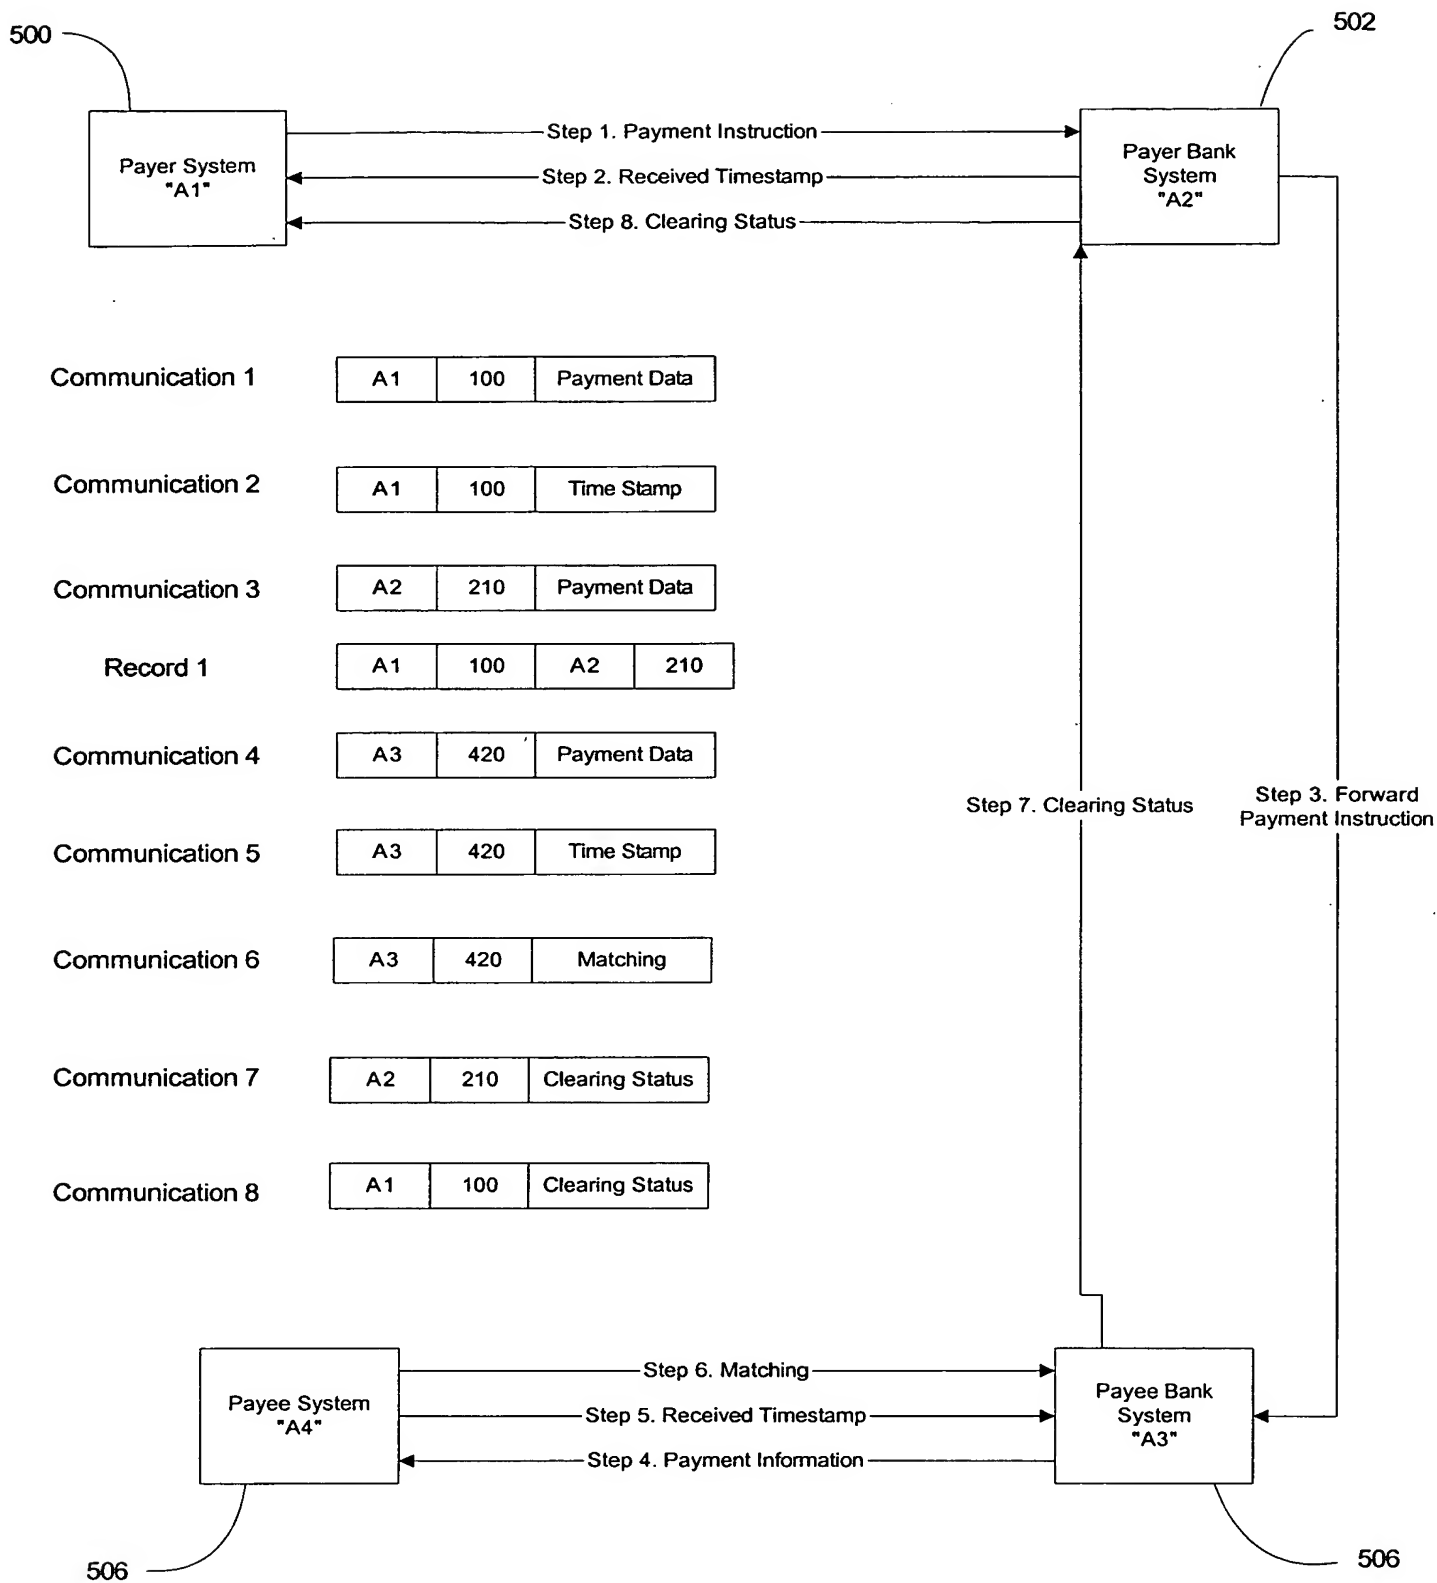 500
502
Payer System
"A1"
Step 1. Payment Instruction
Step 2. Received Timestamp
Step 8. Clearing Status
Payer Bank
System
"A2"
Communication 1
A1 100 Payment Data
Communication 2
A1 100 Time Stamp
Communication 3
A2 210 Payment Data
Record 1
A1 100 A2 210
Communication 4
A3 420 Payment Data
Step 7. Clearing Status
Step 3. Forward
Payment Instruction
Communication 5
A3 420 Time Stamp
Communication 6
A3 420 Matching
Communication 7
A2 210 Clearing Status
Communication 8
A1 100 Clearing Status
Payee System
"A4"
Step 6. Matching
Step 5. Received Timestamp
Step 4. Payment Information
Payee Bank
System
"A3"
506
506